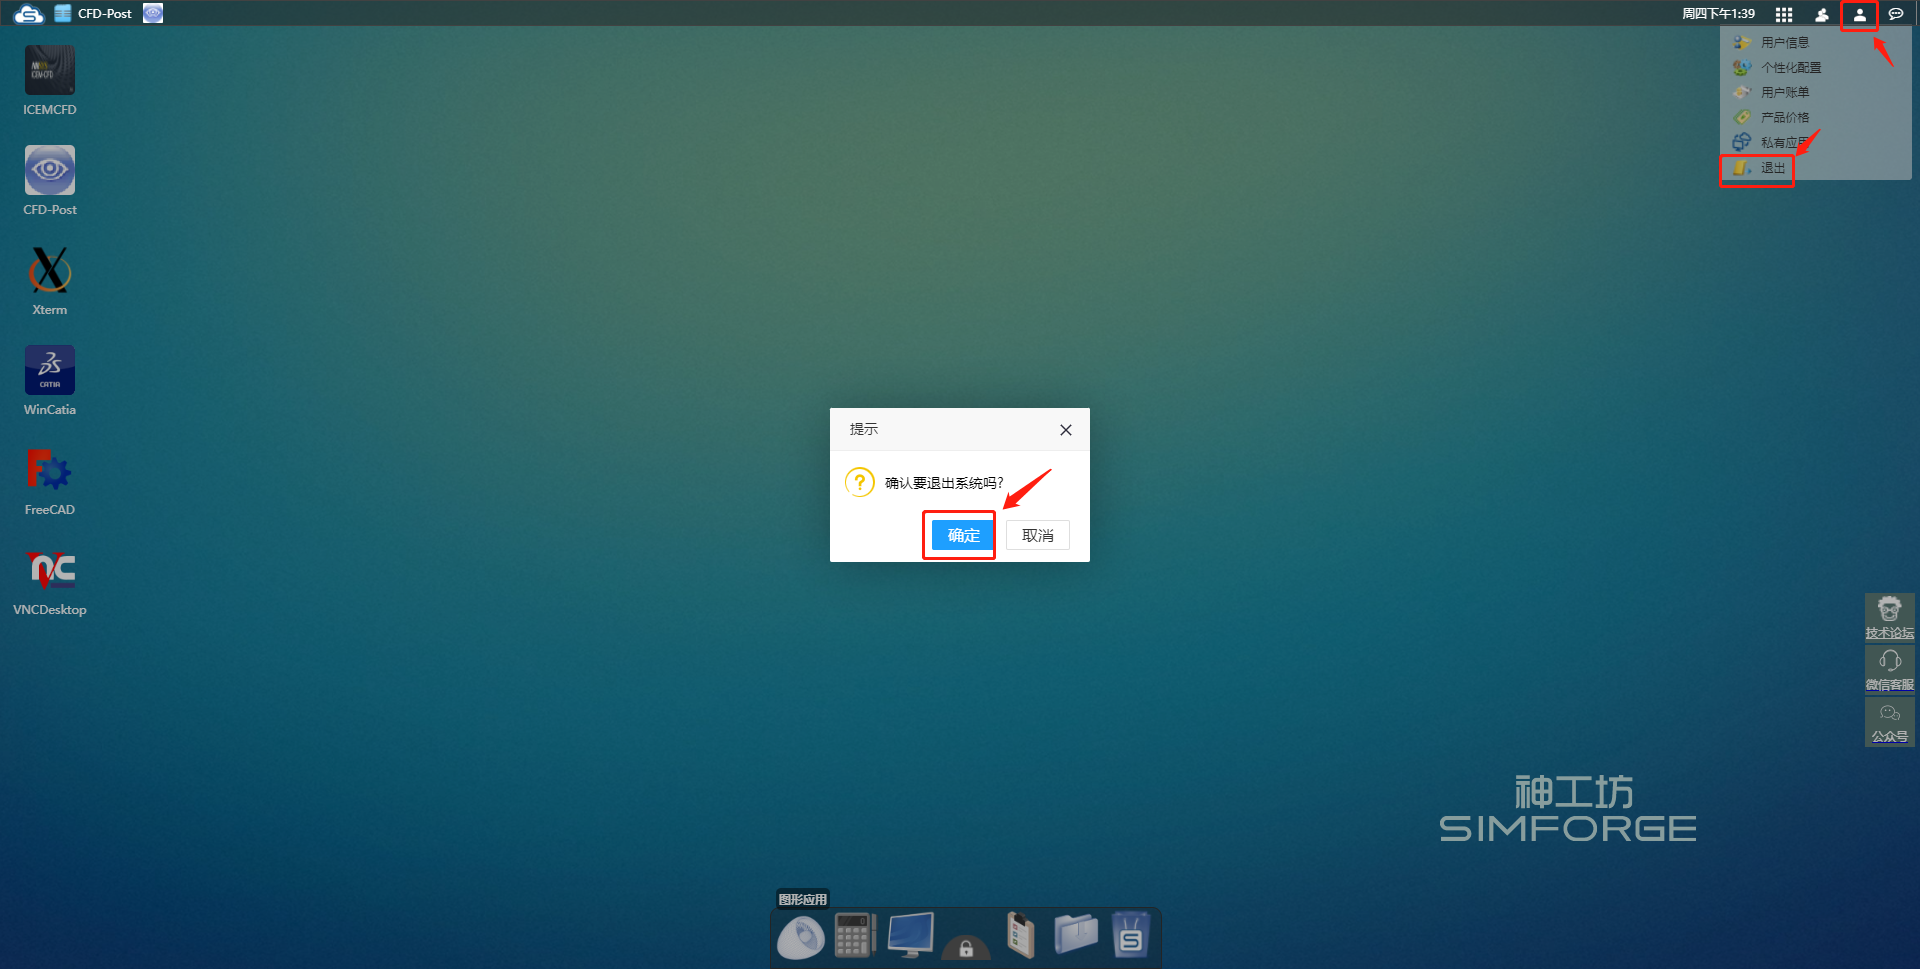 CFD-Post
周四下午1:39
用户信息
个性化配置
用户账单
产品价格
私有应用
退出
ICEMCFD
CFD-Post
Xterm
CATIA
WinCatia
FreeCAD
VNCDesktop
提示
确认要退出系统吗?
确定
取消
技术论坛
微信客服
公众号
神工坊
SIMFORGE
图形应用